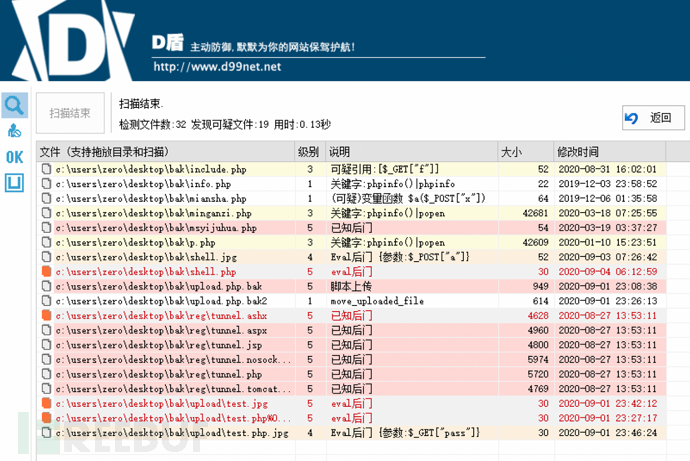 D盾 主动防御,默默为你的网站保驾护航!
http://www.d99net.net
扫描结束
扫描结束.
检测文件数:32 发现可疑文件:19 用时:0.13秒
返回
OK
文件（支持拖放目录和扫描） 级别 说明 大小 修改时间
c:\users\zero\desktop\bak\include.php 3 可疑引用:[$_GET["f"]] 52 2020-08-31 16:02:01
c:\users\zero\desktop\bak\info.php 1 关键字:phpinfo()|phpinfo 22 2019-12-03 23:58:52
c:\users\zero\desktop\bak\miansha.php 1 (可疑)变量函数 $a($_POST["x"]) 64 2019-12-06 01:35:58
c:\users\zero\desktop\bak\minganzi.php 3 关键字:phpinfo()|popen 42681 2020-03-18 07:25:55
c:\users\zero\desktop\bak\msyijuhua.php 5 已知后门 54 2020-03-19 03:37:27
c:\users\zero\desktop\bak\p.php 3 关键字:phpinfo()|popen 42609 2020-01-10 15:23:51
c:\users\zero\desktop\bak\shell.jpg 4 Eval后门 {参数:$_POST["a"]} 52 2020-09-03 07:26:42
c:\users\zero\desktop\bak\shell.php 5 eval后门 30 2020-09-04 06:12:59
c:\users\zero\desktop\bak\upload.php.bak 5 脚本上传 949 2020-09-01 23:08:38
c:\users\zero\desktop\bak\upload.php.bak2 1 move_uploaded_file 614 2020-09-01 23:26:13
c:\users\zero\desktop\bak\reg\tunnel.ashx 5 已知后门 4628 2020-08-27 13:53:11
c:\users\zero\desktop\bak\reg\tunnel.aspx 5 已知后门 4960 2020-08-27 13:53:11
c:\users\zero\desktop\bak\reg\tunnel.jsp 5 已知后门 4800 2020-08-27 13:53:11
c:\users\zero\desktop\bak\reg\tunnel.nosock... 5 已知后门 5974 2020-08-27 13:53:11
c:\users\zero\desktop\bak\reg\tunnel.php 5 已知后门 5720 2020-08-27 13:53:11
c:\users\zero\desktop\bak\reg\tunnel.tomcat... 5 已知后门 4769 2020-08-27 13:53:11
c:\users\zero\desktop\bak\upload\test.jpg 5 eval后门 30 2020-09-01 23:42:12
c:\users\zero\desktop\bak\upload\test.php%0... 5 eval后门 30 2020-09-01 23:27:17
c:\users\zero\desktop\bak\upload\test.php.jpg 4 Eval后门 {参数:$_GET["pass"]} 30 2020-09-01 23:46:24
FREEBUF